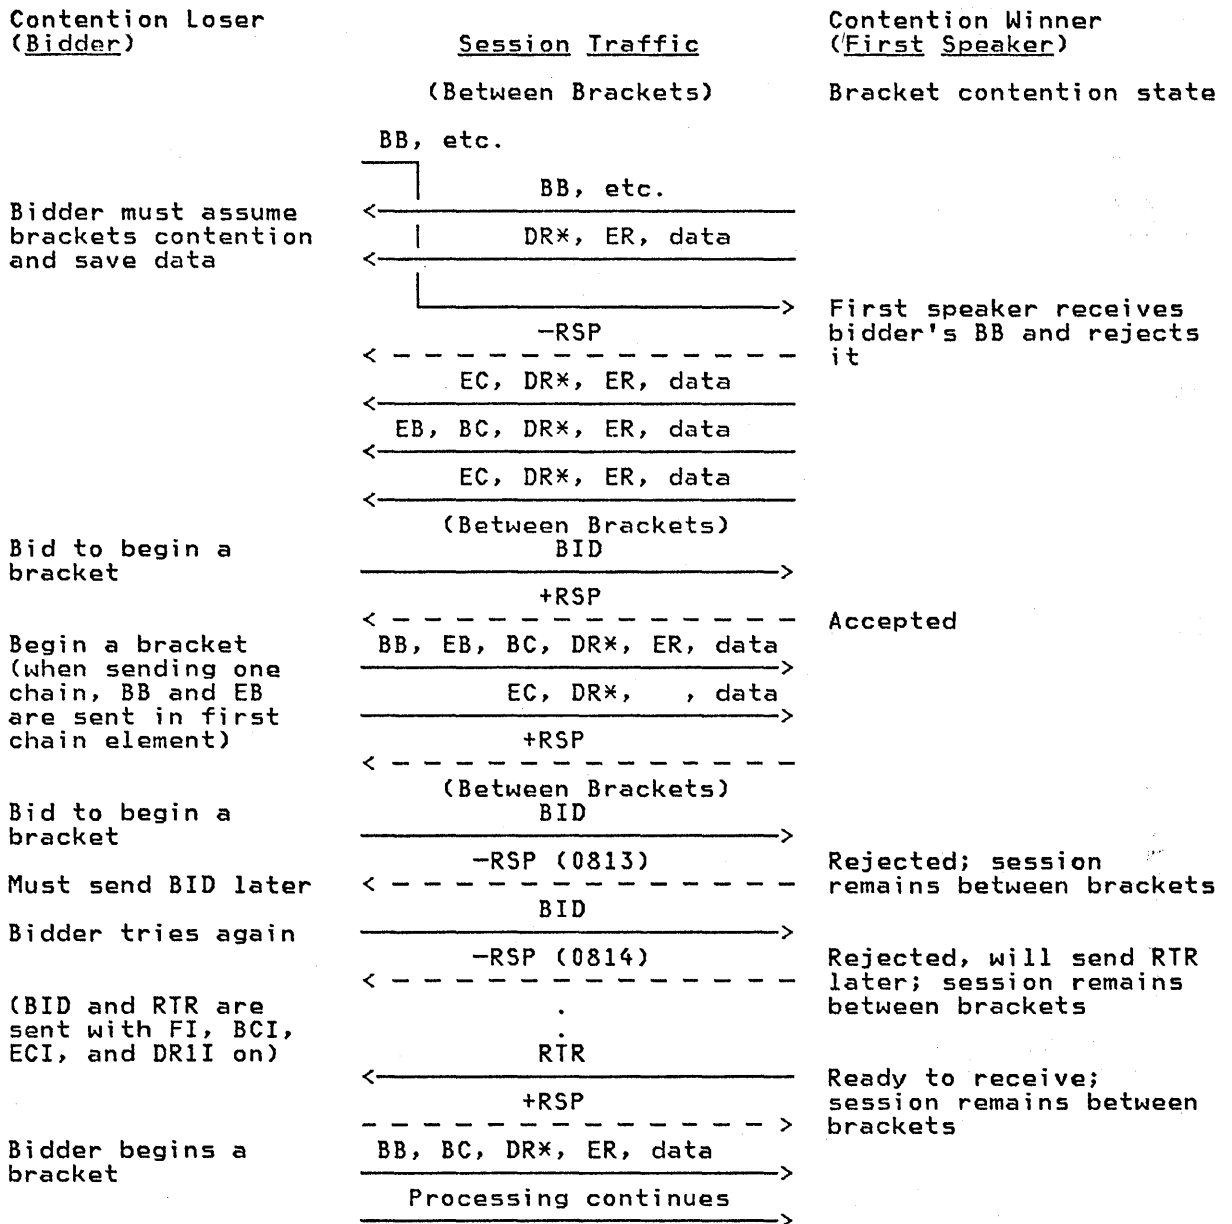 Contention Loser
(Bidder)
Session Traffic
Contention Winner
(First Speaker)
(Between Brackets)
Bracket contention state
BB, etc.
BB, etc.
Bidder must assume
brackets contention
and save data
DR*, ER, data
First speaker receives
bidder's BB and rejects
it
-RSP
EC, DR*, ER, data
EB, BC, DR*, ER, data
EC, DR*, ER, data
(Between Brackets)
Bid to begin a
bracket
BID
+RSP
Accepted
Begin a bracket
(when sending one
chain, BB and EB
are sent in first
chain element)
BB, EB, BC, DR*, ER, data
EC, DR*,    , data
+RSP
(Between Brackets)
Bid to begin a
bracket
BID
-RSP (0813)
Rejected; session
remains between brackets
Must send BID later
BID
Bidder tries again
-RSP (0814)
Rejected, will send RTR
later; session remains
between brackets
(BID and RTR are
sent with FI, BCI,
ECI, and DR1I on)
.
.
RTR
Ready to receive;
session remains between
brackets
+RSP
Bidder begins a
bracket
BB, BC, DR*, ER, data
Processing continues